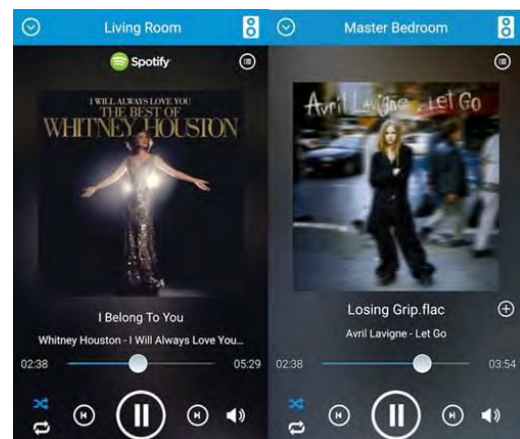 Living Room
Spotify
I WILL ALWAYS LOVE YOU
THE BEST OF
WHITNEY HOUSTON
I Belong To You
Whitney Houston - I Will Always Love You...
02:38
05:29
Master Bedroom
Avril Lavigne . Let Go
Losing Grip.flac
Avril Lavigne - Let Go
02:38
03:54